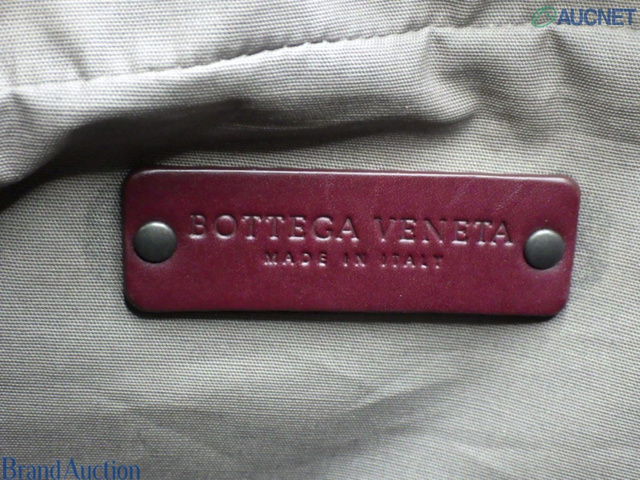 AUCNET
BOTTEGA VENETA
MADE IN ITALY
BrandAuction